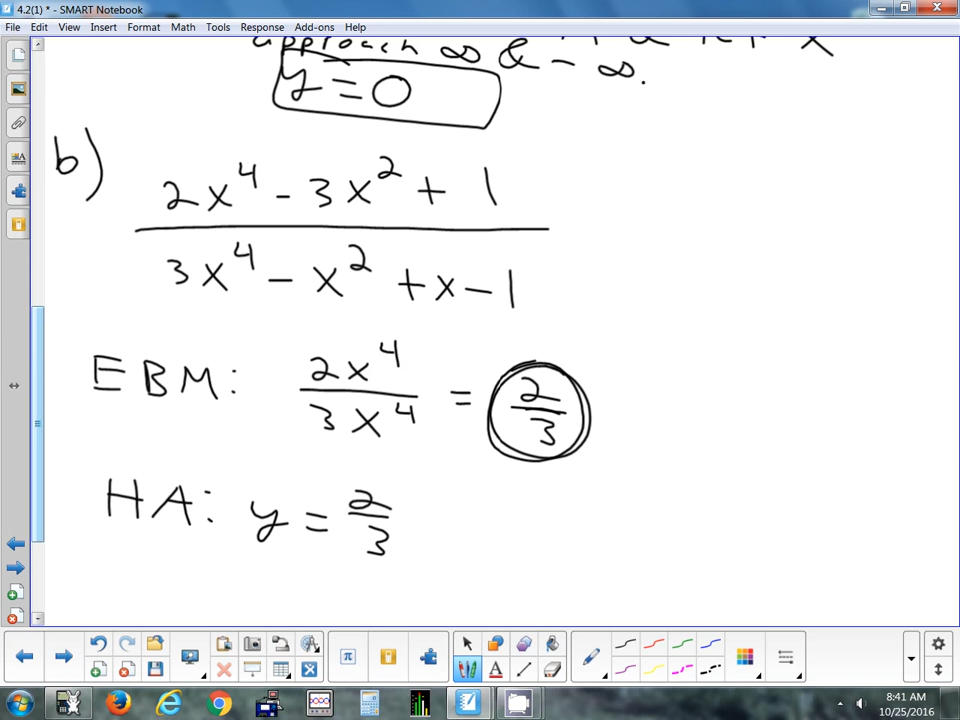 4.2(1) * - SMART Notebook
File Edit View Insert Format Math Tools Response Add-ons Help
approach ∞ & - ∞.
y = 0
b)
2x⁴ - 3x² + 1
3x⁴ - x² + x - 1
EBM: 2x⁴/3x⁴ = 2/3
HA: y = 2/3
8:41 AM
10/25/2016